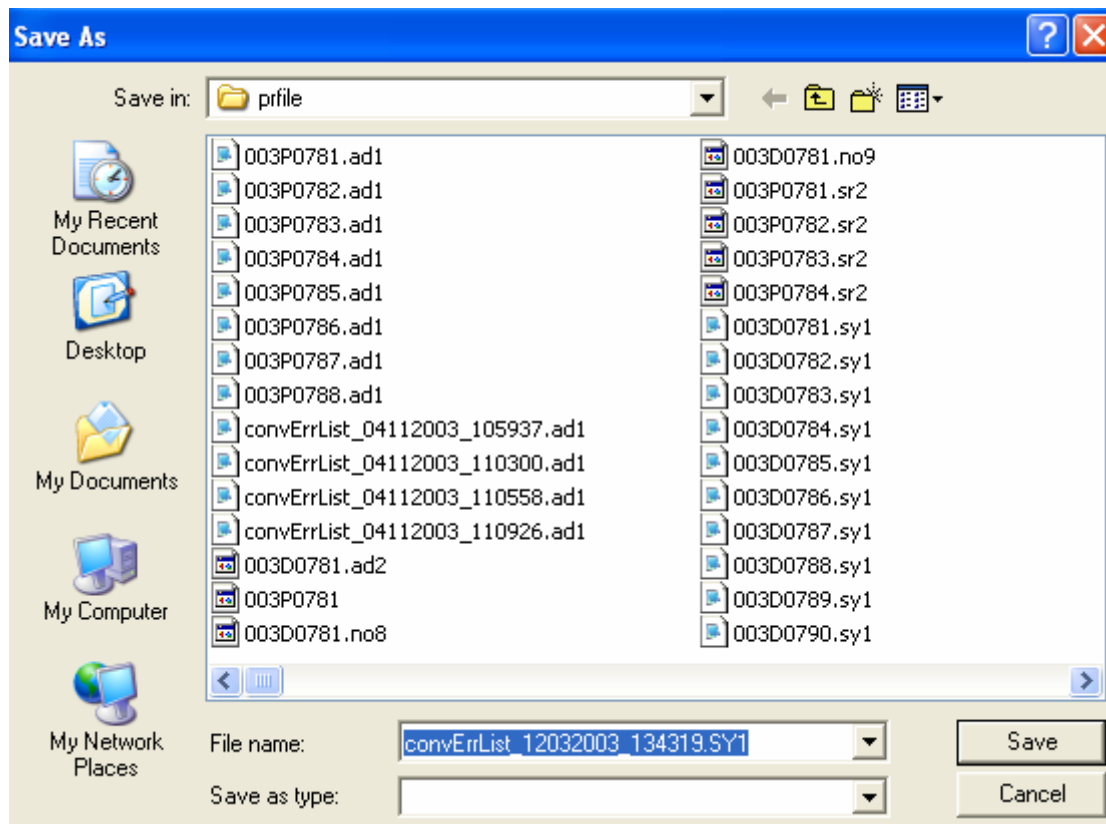 Save As
Save in:
prfile
My Recent
Documents
Desktop
My Documents
My Computer
My Network
Places
003P0781.ad1
003P0782.ad1
003P0783.ad1
003P0784.ad1
003P0785.ad1
003P0786.ad1
003P0787.ad1
003P0788.ad1
convErrList_04112003_105937.ad1
convErrList_04112003_110300.ad1
convErrList_04112003_110558.ad1
convErrList_04112003_110926.ad1
003D0781.ad2
003P0781
003D0781.no8
003D0781.no9
003P0781.sr2
003P0782.sr2
003P0783.sr2
003P0784.sr2
003D0781.sy1
003D0782.sy1
003D0783.sy1
003D0784.sy1
003D0785.sy1
003D0786.sy1
003D0787.sy1
003D0788.sy1
003D0789.sy1
003D0790.sy1
File name:
convErrList_12032003_134319.SY1
Save
Save as type:
Cancel